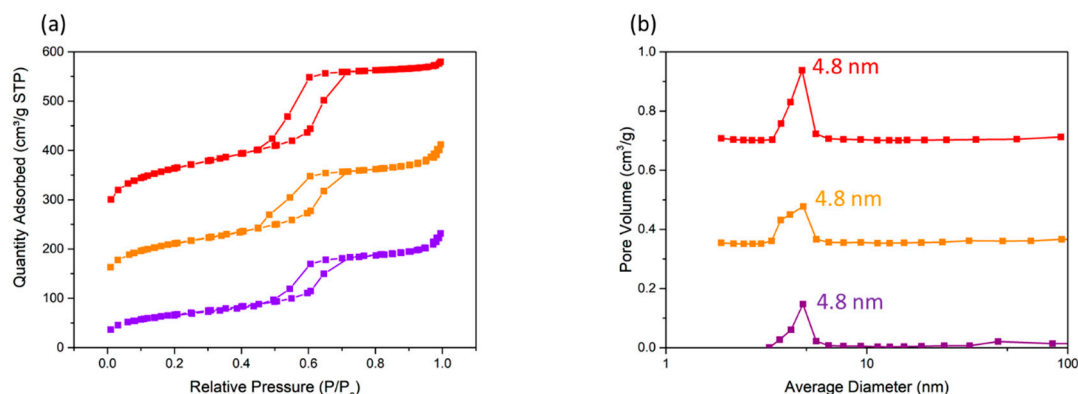 (a)
600
500
400
300
200
100
0
Quantity Adsorbed (cm³/g STP)
0.0
0.2
0.4
0.6
0.8
1.0
Relative Pressure (P/P₀)
(b)
1.0
0.8
0.6
0.4
0.2
0.0
Pore Volume (cm³/g)
4.8 nm
4.8 nm
4.8 nm
1
10
100
Average Diameter (nm)